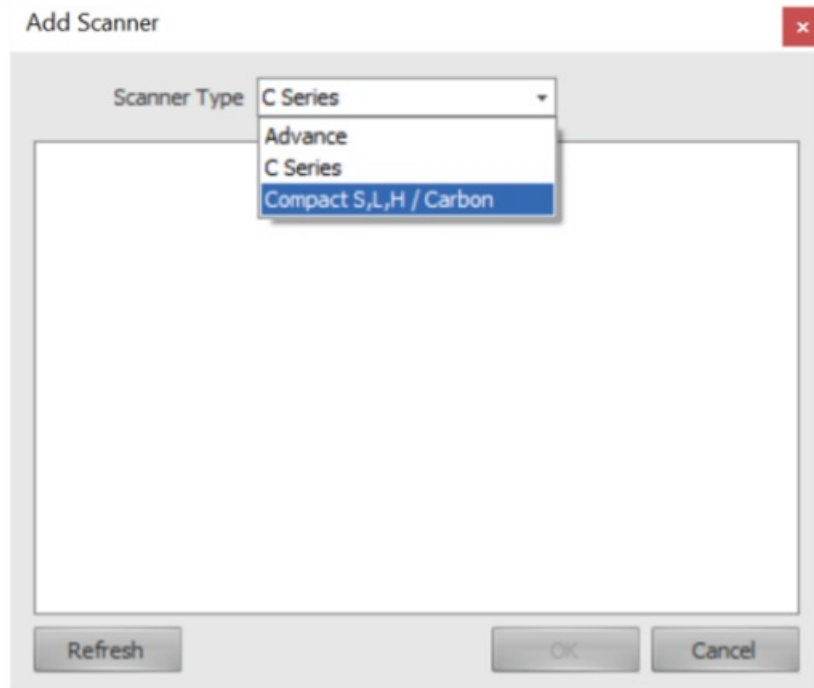 Add Scanner
x
Scanner Type C Series
Advance
C Series
Compact S,L,H / Carbon
Refresh OK Cancel